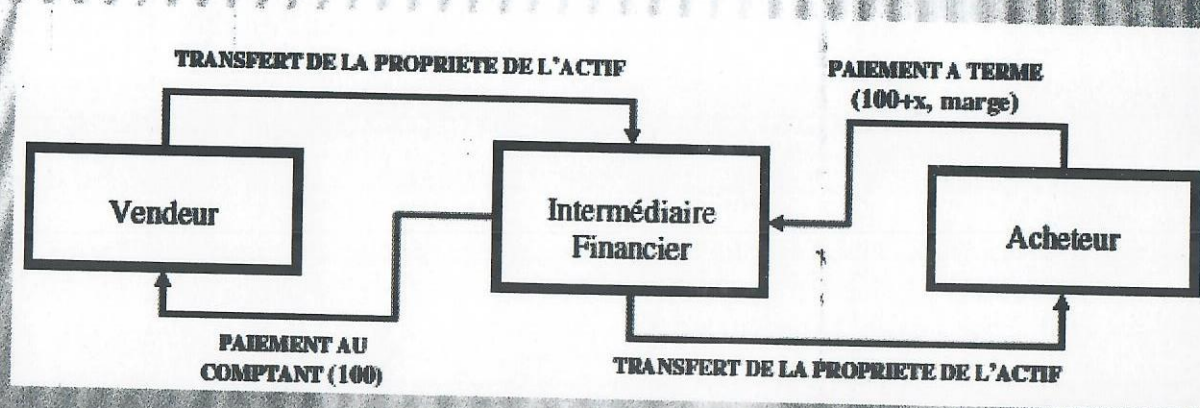 TRANSFERT DE LA PROPRIETE DE L'ACTIF
PAIEMENT A TERME
(100+x, marge)
Vendeur
Intermédiaire
Financier
Acheteur
PAIEMENT AU
COMPTANT (100)
TRANSFERT DE LA PROPRIETE DE L'ACTIF